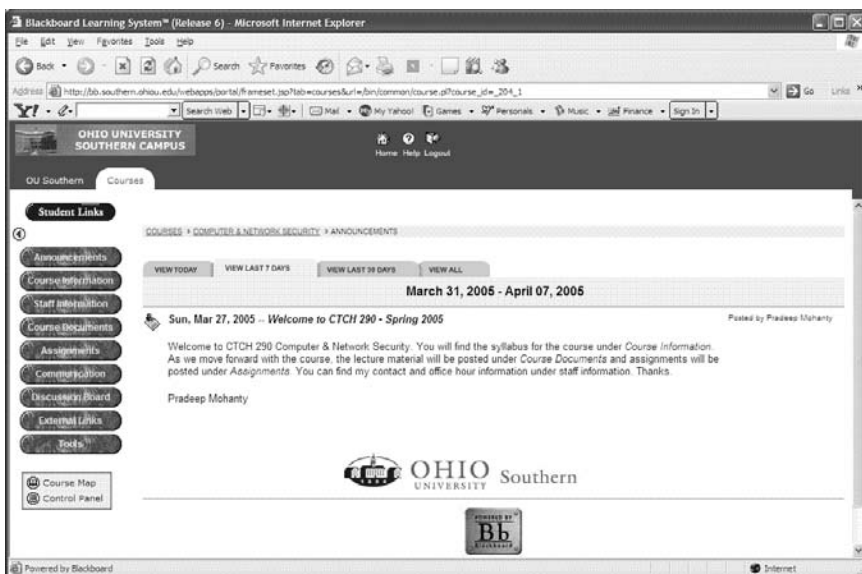 Blackboard Learning System™ (Release 6) - Microsoft Internet Explorer
File Edit View Favorites Tools Help
Back Search Favorites
Address http://bb.southern.ohiou.edu/webapps/portal/frameset.jsp?tab=courses&url=/bin/common/course.pl?course_id=_204_1 Go Links
Y! Search Web Mail My Yahoo! Games Personals Music Finance Sign In
OHIO UNIVERSITY
SOUTHERN CAMPUS
Home Help Logout
OU Southern Courses
Student Links
COURSES > COMPUTER & NETWORK SECURITY > ANNOUNCEMENTS
Announcements
Course Information
Staff Information
Course Documents
Assignments
Communication
Discussion Board
External Links
Tools
Course Map
Control Panel
VIEW TODAY VIEW LAST 7 DAYS VIEW LAST 30 DAYS VIEW ALL
March 31, 2005 - April 07, 2005
Sun, Mar 27, 2005 -- Welcome to CTCH 290 - Spring 2005 Posted by Pradeep Mohanty
Welcome to CTCH 290 Computer & Network Security. You will find the syllabus for the course under Course Information.
As we move forward with the course, the lecture material will be posted under Course Documents and assignments will be
posted under Assignments. You can find my contact and office hour information under staff information. Thanks.
Pradeep Mohanty
OHIO
UNIVERSITY
Southern
POWERED BY
Bb
Blackboard
Powered by Blackboard Internet